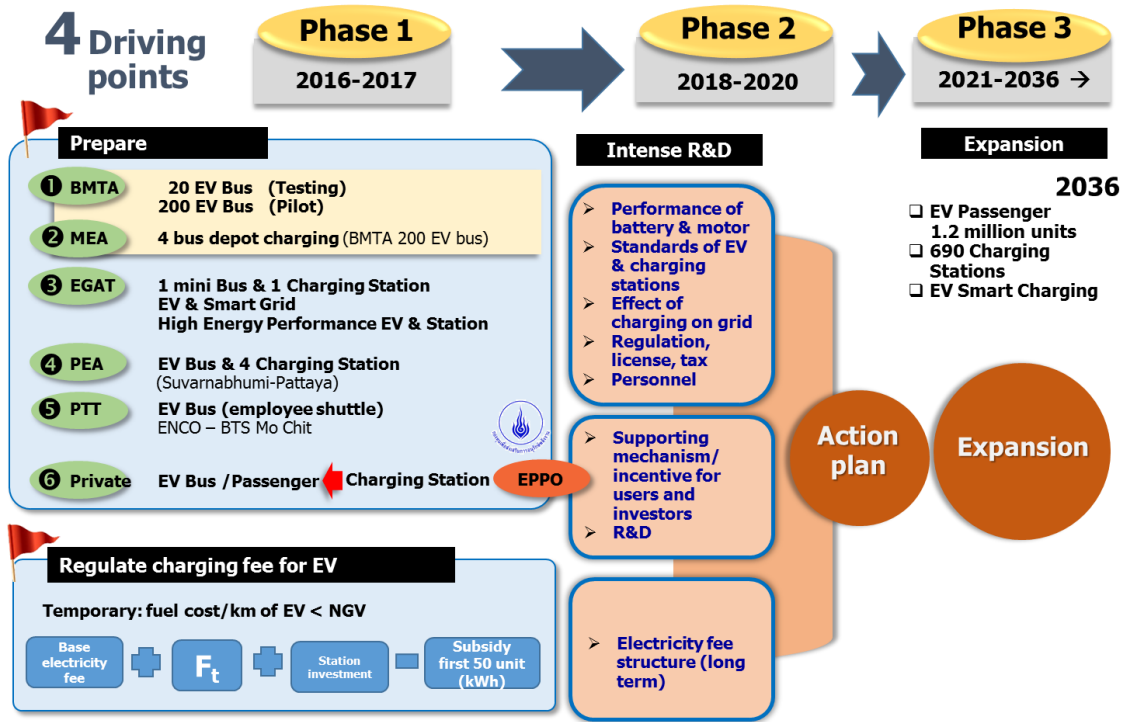 4 Driving
points
Phase 1
2016-2017
Phase 2
2018-2020
Phase 3
2021-2036 →
Prepare
❶ BMTA
20 EV Bus (Testing)
200 EV Bus (Pilot)
❷ MEA
4 bus depot charging (BMTA 200 EV bus)
❸ EGAT
1 mini Bus & 1 Charging Station
EV & Smart Grid
High Energy Performance EV & Station
❹ PEA
EV Bus & 4 Charging Station
(Suvarnabhumi-Pattaya)
❺ PTT
EV Bus (employee shuttle)
ENCO – BTS Mo Chit
❻ Private
EV Bus /Passenger
Charging Station
EPPO
Regulate charging fee for EV
Temporary: fuel cost/km of EV < NGV
Base
electricity
fee
Ft
Station
investment
Subsidy
first 50 unit
(kWh)
Intense R&D
Performance of
battery & motor
Standards of EV
& charging
stations
Effect of
charging on grid
Regulation,
license, tax
Personnel
Supporting
mechanism/
incentive for
users and
investors
R&D
Electricity fee
structure (long
term)
Action
plan
Expansion
2036
EV Passenger
1.2 million units
690 Charging
Stations
EV Smart Charging
Expansion